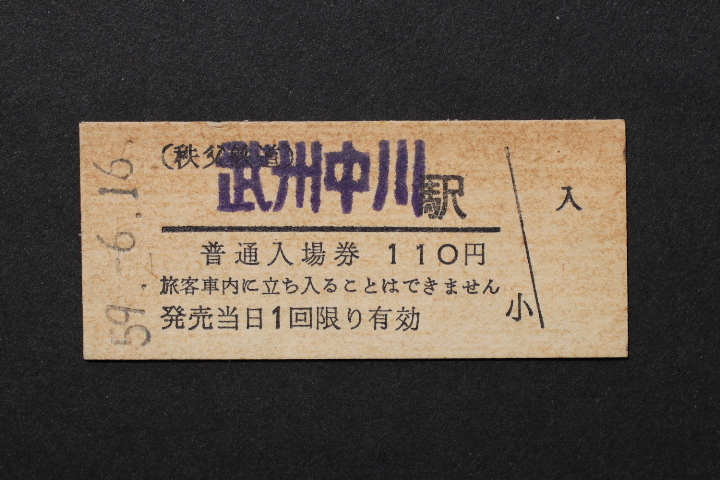 (秩父鉄道)
武州中川駅
普通入場券 110円
旅客車内に立ち入ることはできません
発売当日1回限り有効
入
小
59.-6.16.